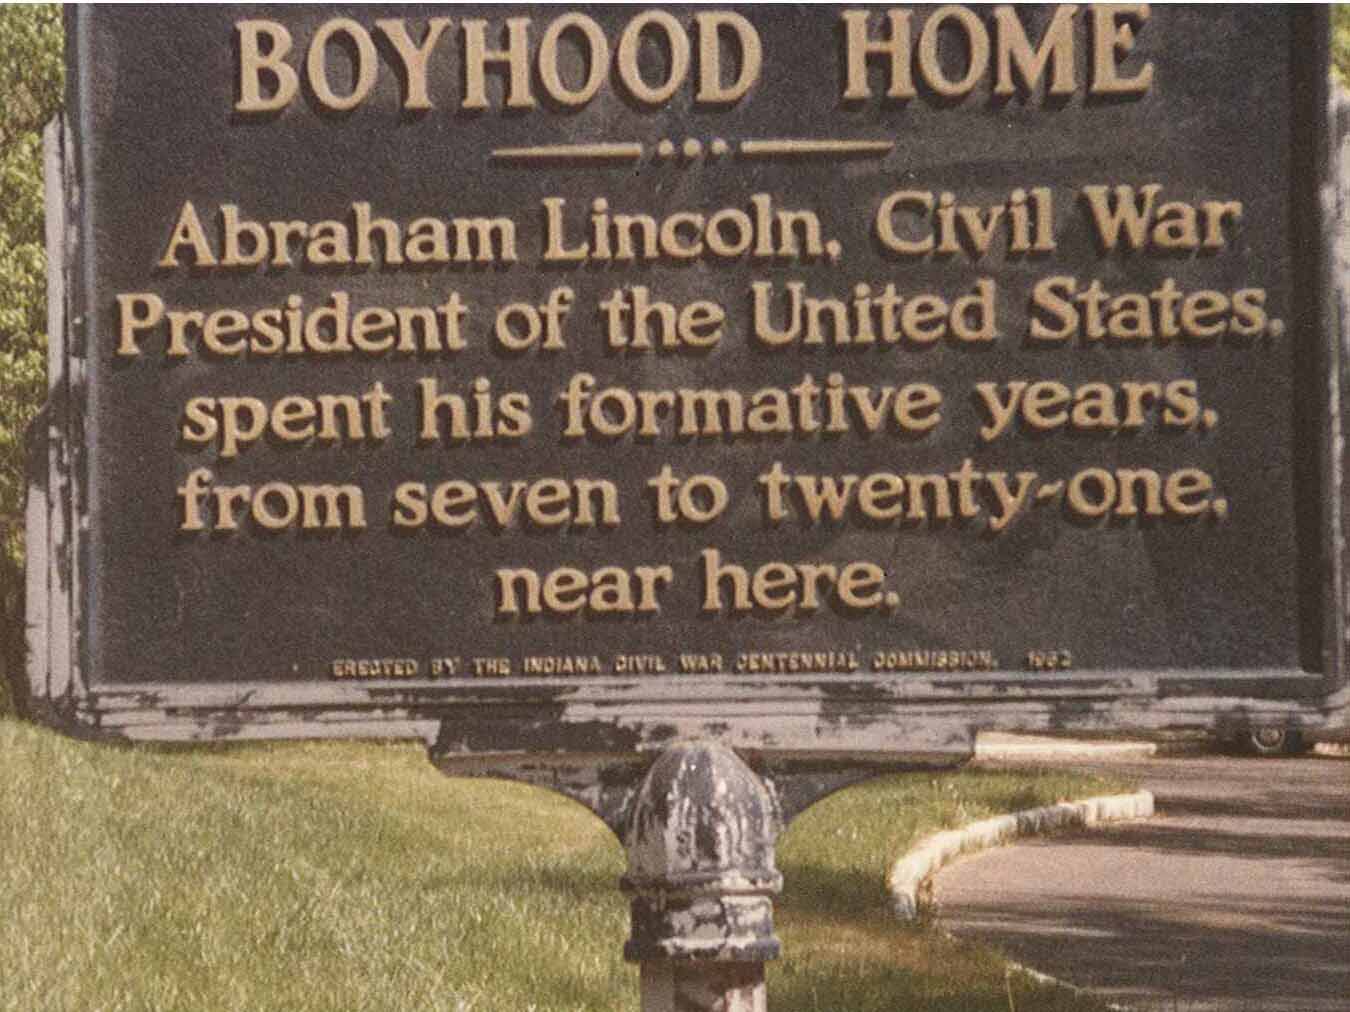 BOYHOOD HOME
Abraham Lincoln, Civil War
President of the United States,
spent his formative years,
from seven to twenty-one,
near here.
ERECTED BY THE INDIANA CIVIL WAR CENTENNIAL COMMISSION, 1962